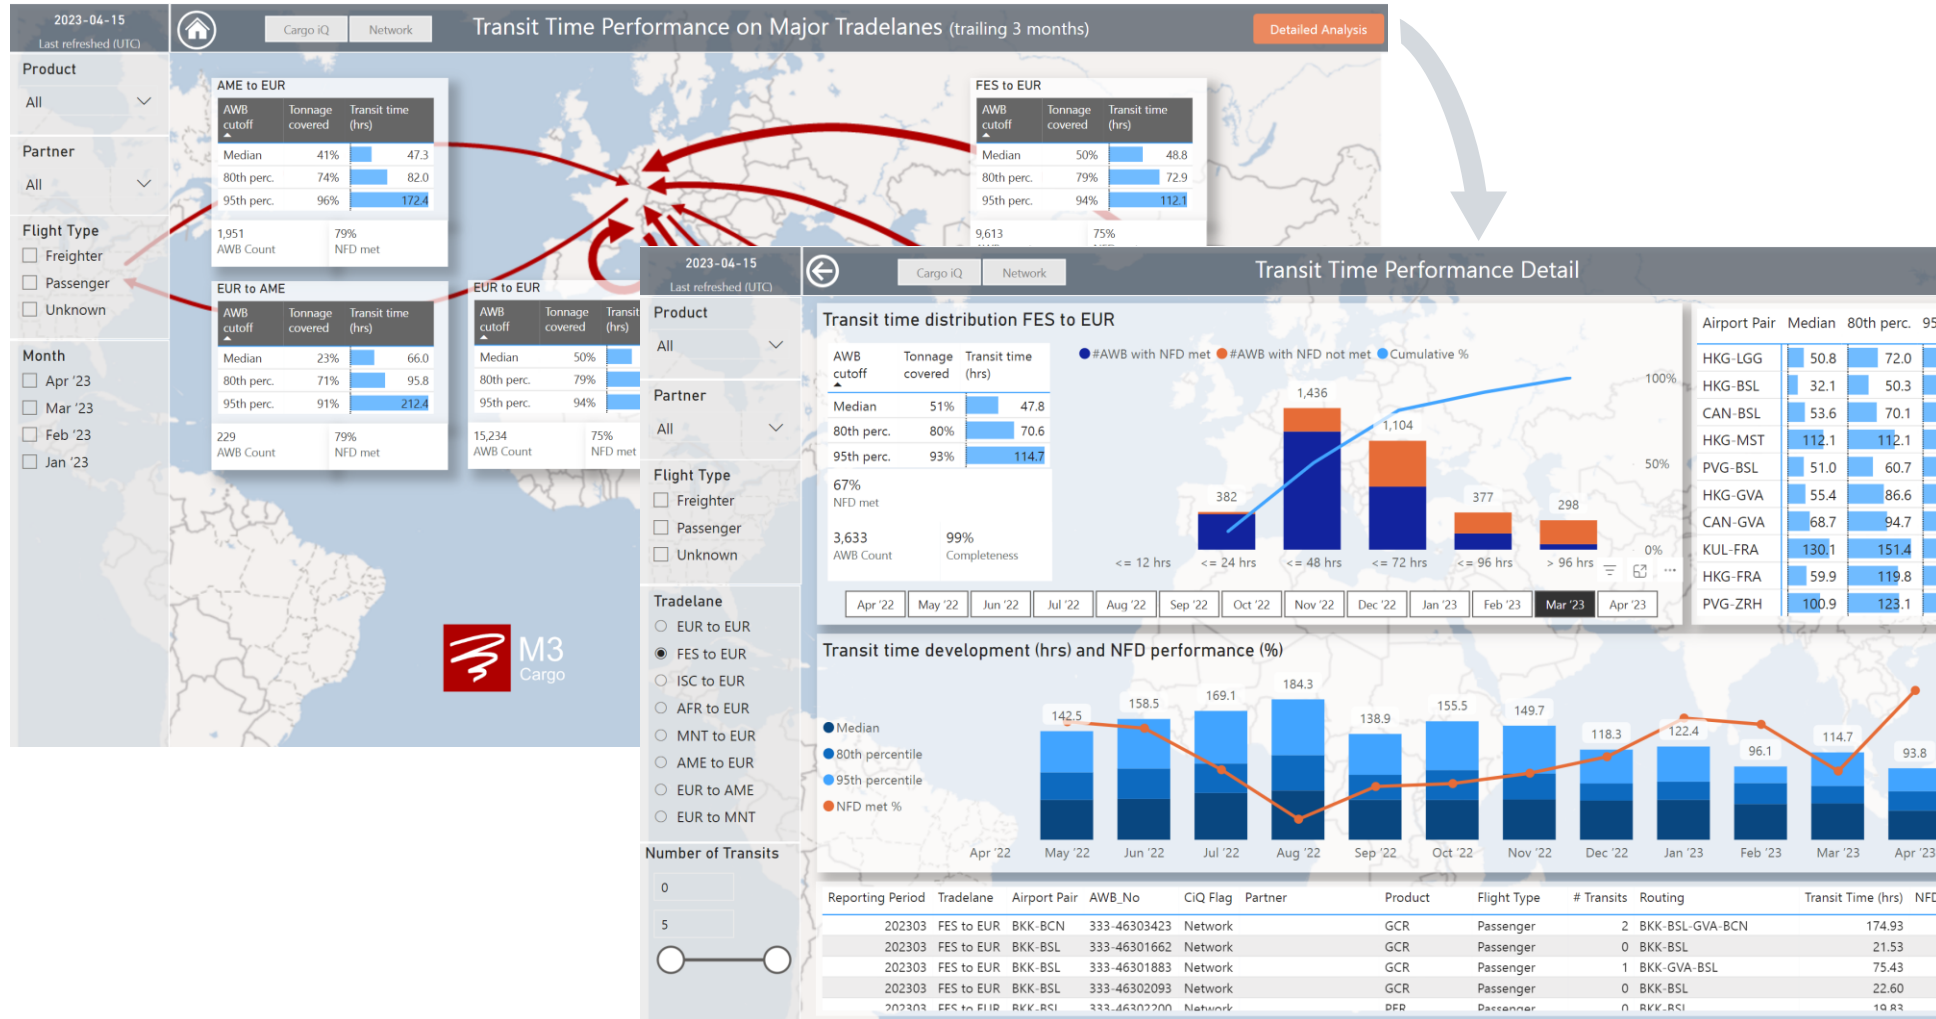 2023-04-15
Last refreshed (UTC)
Cargo iQ
Network
Transit Time Performance on Major Tradelanes (trailing 3 months)
Detailed Analysis
Product
All
Partner
All
Flight Type
Freighter
Passenger
Unknown
Month
Apr '23
Mar '23
Feb '23
Jan '23
AME to EUR
AWB cutoff Tonnage covered Transit time (hrs)
Median 41% 47.3
80th perc. 74% 82.0
95th perc. 96% 172.4
1,951 79%
AWB Count NFD met
FES to EUR
AWB cutoff Tonnage covered Transit time (hrs)
Median 50% 48.8
80th perc. 79% 72.9
95th perc. 94% 112.1
9,613 75%
EUR to AME
AWB cutoff Tonnage covered Transit time (hrs)
Median 23% 66.0
80th perc. 71% 95.8
95th perc. 91% 212.4
229 79%
AWB Count NFD met
EUR to EUR
AWB cutoff Tonnage covered Transit (hrs)
Median 50%
80th perc. 79%
95th perc. 94%
15,234 75%
AWB Count NFD met
M3
Cargo
2023-04-15
Last refreshed (UTC)
Cargo iQ
Network
Transit Time Performance Detail
Product
All
Partner
All
Flight Type
Freighter
Passenger
Unknown
Tradelane
EUR to EUR
FES to EUR
ISC to EUR
AFR to EUR
MNT to EUR
AME to EUR
EUR to AME
EUR to MNT
Number of Transits
0
5
Transit time distribution FES to EUR
AWB cutoff Tonnage covered Transit time (hrs)
Median 51% 47.8
80th perc. 80% 70.6
95th perc. 93% 114.7
67%
NFD met
3,633 99%
AWB Count Completeness
#AWB with NFD met #AWB with NFD not met Cumulative %
100%
50%
0%
382
1,436
1,104
377
298
<= 12 hrs <= 24 hrs <= 48 hrs <= 72 hrs <= 96 hrs > 96 hrs
Apr '22 May '22 Jun '22 Jul '22 Aug '22 Sep '22 Oct '22 Nov '22 Dec '22 Jan '23 Feb '23 Mar '23 Apr '23
Airport Pair Median 80th perc. 95
HKG-LGG 50.8 72.0
HKG-BSL 32.1 50.3
CAN-BSL 53.6 70.1
HKG-MST 112.1 112.1
PVG-BSL 51.0 60.7
HKG-GVA 55.4 86.6
CAN-GVA 68.7 94.7
KUL-FRA 130.1 151.4
HKG-FRA 59.9 119.8
PVG-ZRH 100.9 123.1
Transit time development (hrs) and NFD performance (%)
Median
80th percentile
95th percentile
NFD met %
142.5 158.5 169.1 184.3 138.9 155.5 149.7 118.3 122.4 96.1 114.7 93.8
Apr '22 May '22 Jun '22 Jul '22 Aug '22 Sep '22 Oct '22 Nov '22 Dec '22 Jan '23 Feb '23 Mar '23 Apr '23
Reporting Period Tradelane Airport Pair AWB_No CiQ Flag Partner Product Flight Type # Transits Routing Transit Time (hrs) NFD
202303 FES to EUR BKK-BCN 333-46303423 Network GCR Passenger 2 BKK-BSL-GVA-BCN 174.93
202303 FES to EUR BKK-BSL 333-46301662 Network GCR Passenger 0 BKK-BSL 21.53
202303 FES to EUR BKK-BSL 333-46301883 Network GCR Passenger 1 BKK-GVA-BSL 75.43
202303 FES to EUR BKK-BSL 333-46302093 Network GCR Passenger 0 BKK-BSL 22.60
202303 FES to EUR BKK-BSL 333-46302200 Network PER Passenger 0 BKK-BSL 19.83